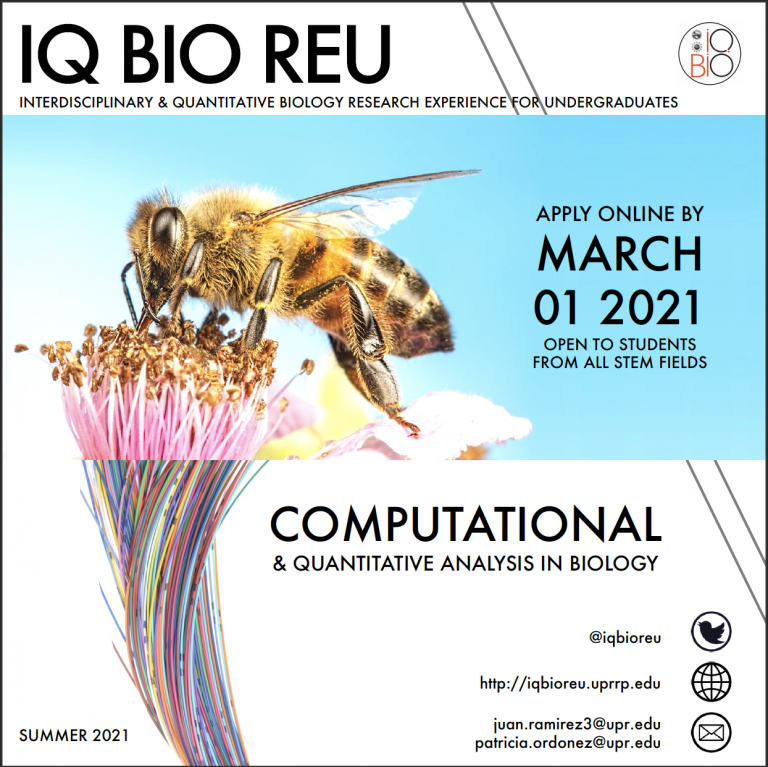 IQ BIO REU
INTERDISCIPLINARY & QUANTITATIVE BIOLOGY RESEARCH EXPERIENCE FOR UNDERGRADUATES
iQ
BiO
APPLY ONLINE BY
MARCH
01 2021
OPEN TO STUDENTS
FROM ALL STEM FIELDS
COMPUTATIONAL
& QUANTITATIVE ANALYSIS IN BIOLOGY
@iqbioreu
http://iqbioreu.uprrp.edu
juan.ramirez3@upr.edu
patricia.ordonez@upr.edu
SUMMER 2021